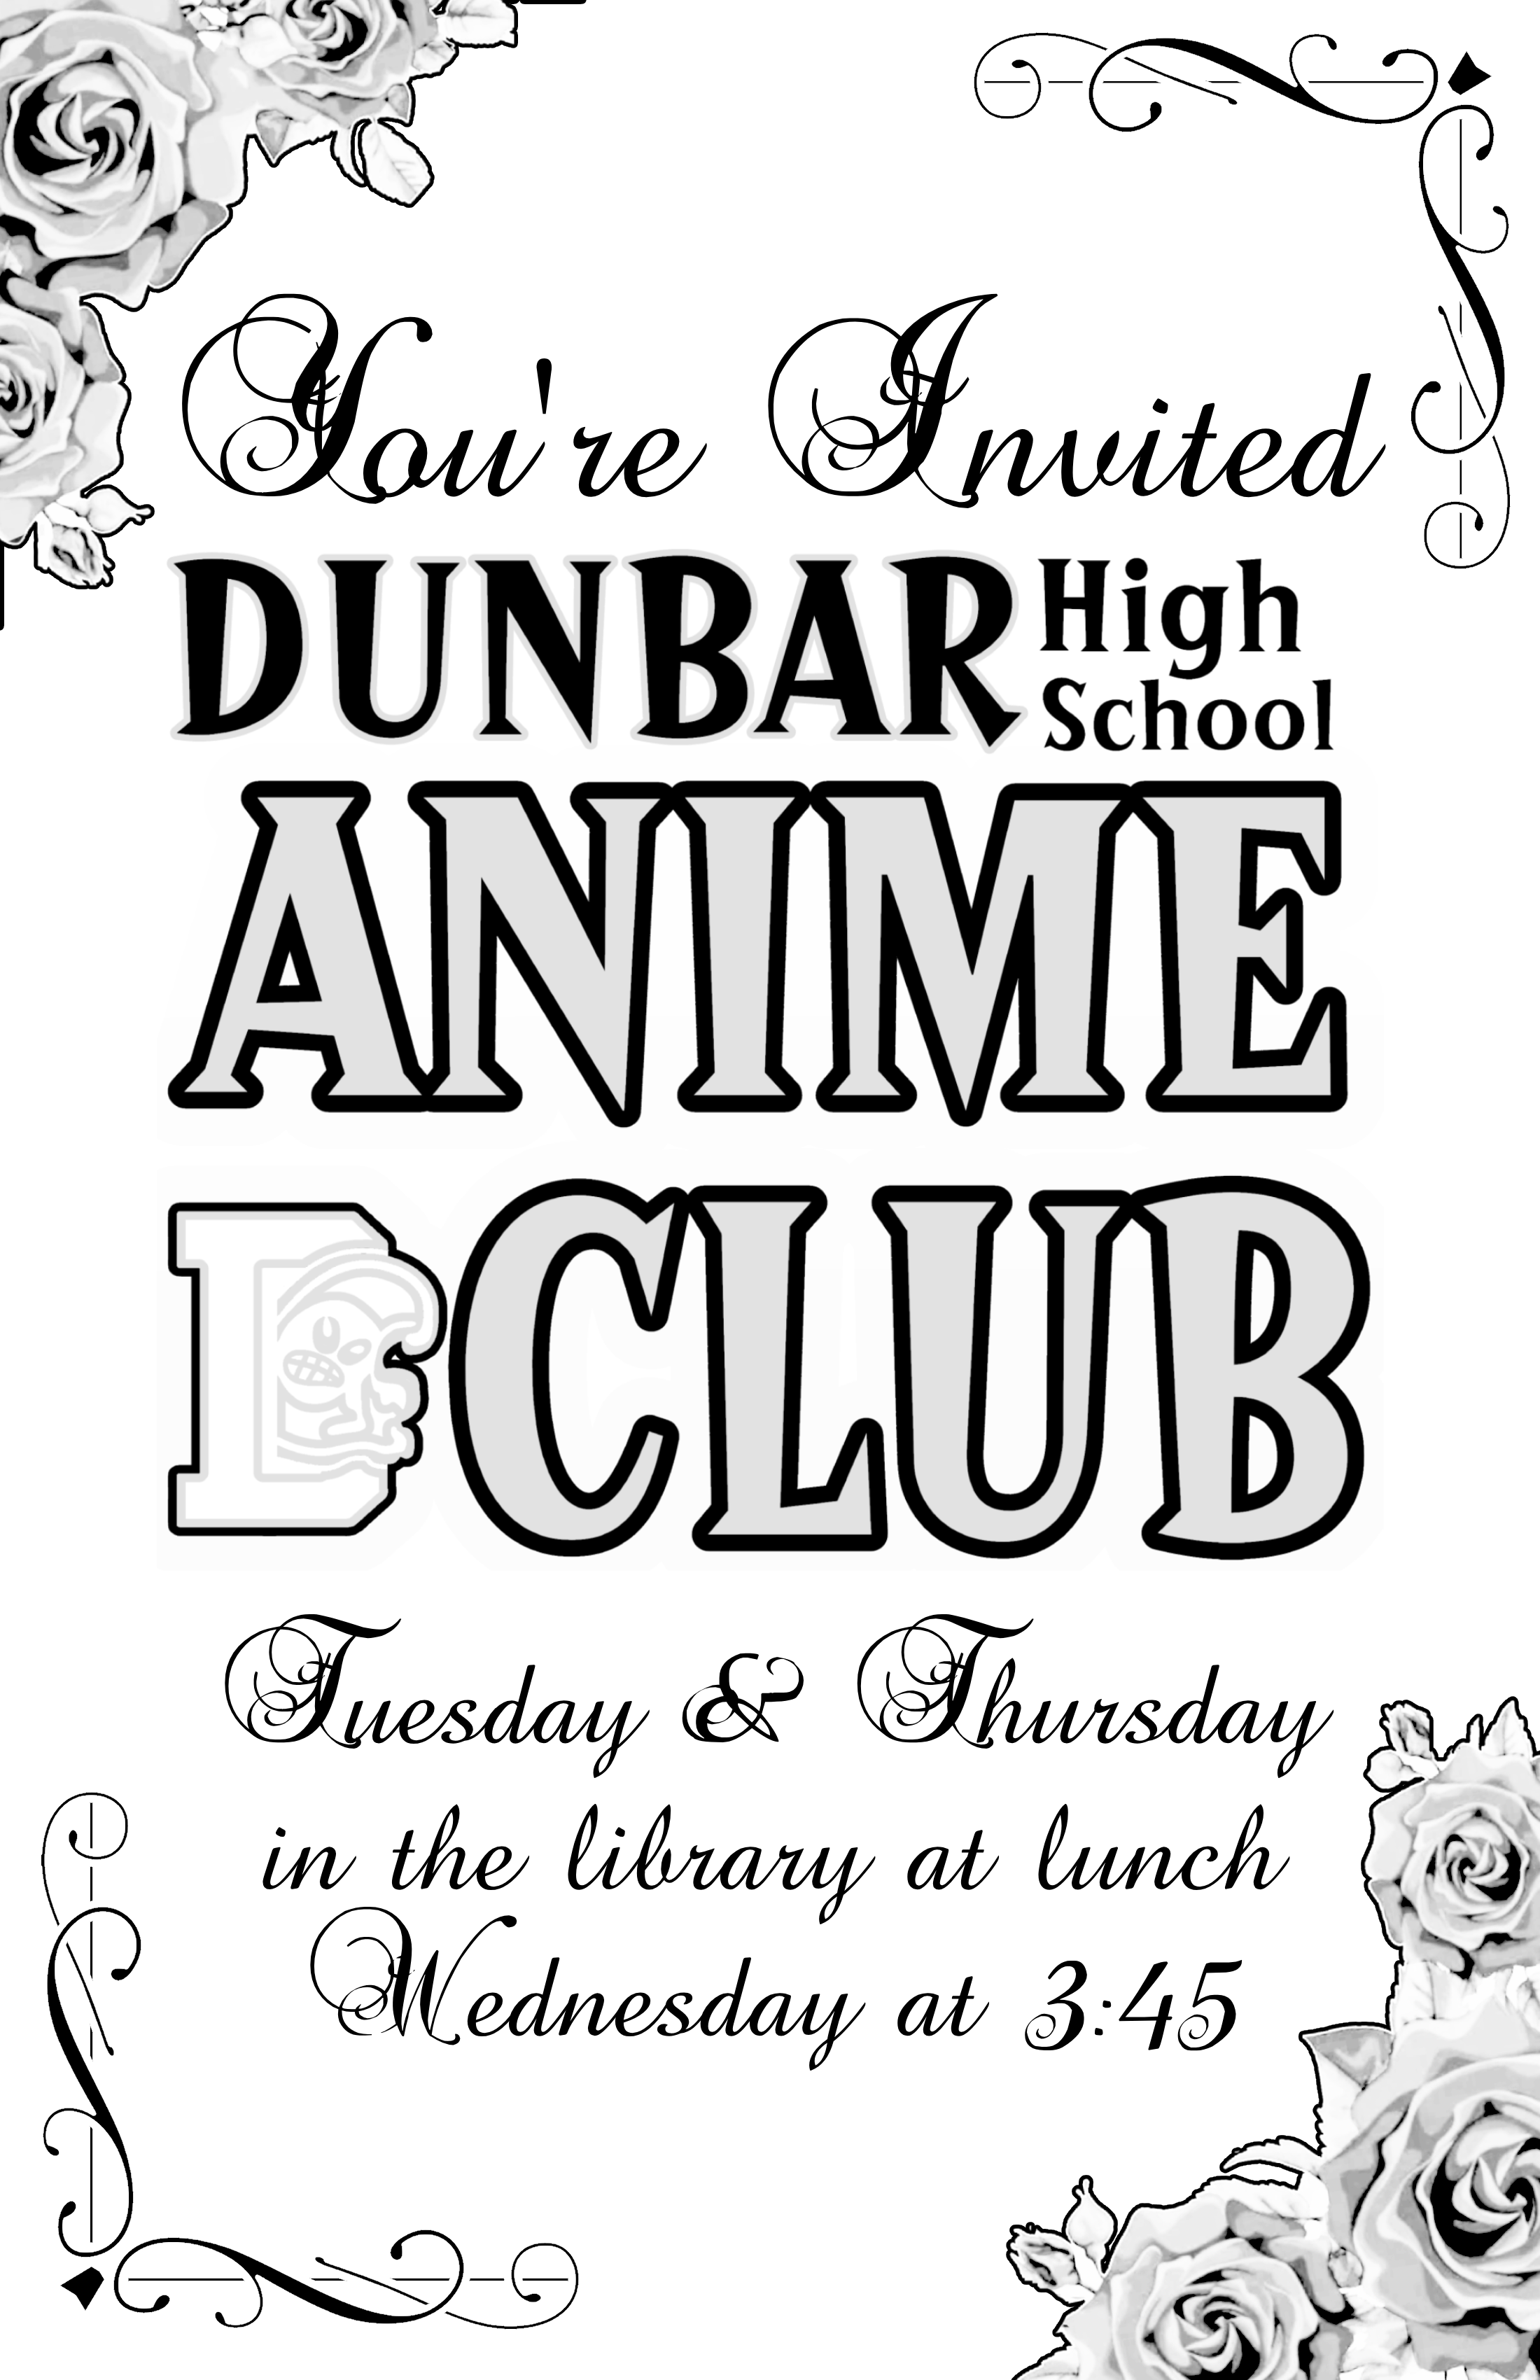 You're Invited
DUNBAR High School
ANIME
CLUB
Tuesday & Thursday
in the library at lunch
Wednesday at 3:45